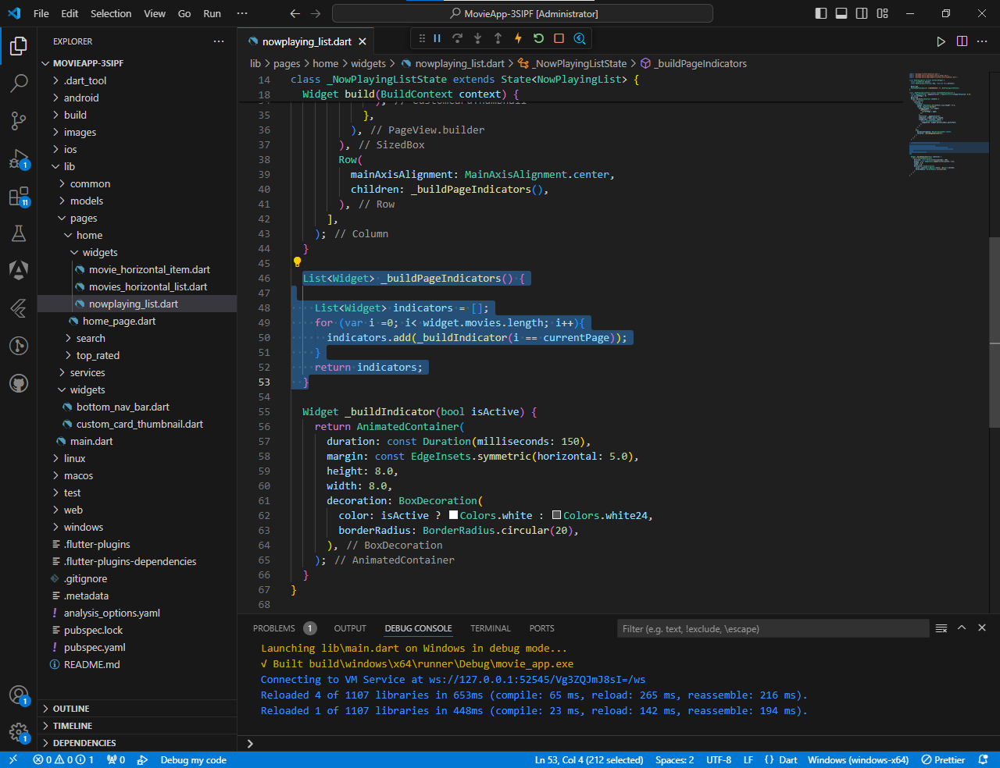 File Edit Selection View Go Run ···
MovieApp-3SIPF [Administrator]
EXPLORER
MOVIEAPP-3SIPF
.dart_tool
android
build
images
ios
lib
common
models
pages
home
widgets
movie_horizontal_item.dart
movies_horizontal_list.dart
nowplaying_list.dart
home_page.dart
search
top_rated
services
widgets
bottom_nav_bar.dart
custom_card_thumbnail.dart
main.dart
linux
macos
test
web
windows
.flutter-plugins
.flutter-plugins-dependencies
.gitignore
.metadata
analysis_options.yaml
pubspec.lock
pubspec.yaml
README.md
OUTLINE
TIMELINE
DEPENDENCIES
1
11
1
1
nowplaying_list.dart
lib > pages > home > widgets > nowplaying_list.dart > _NowPlayingListState > _buildPageIndicators
14 class _NowPlayingListState extends State<NowPlayingList> {
18 Widget build(BuildContext context) {
35 },
36 ), // PageView.builder
37 ), // SizedBox
38 Row(
39 mainAxisAlignment: MainAxisAlignment.center,
40 children: _buildPageIndicators(),
41 ), // Row
42 ],
43 ); // Column
44 }
45
46 List<Widget> _buildPageIndicators() {
47
48 List<Widget> indicators = [];
49 for (var i =0; i< widget.movies.length; i++){
50 indicators.add(_buildIndicator(i == currentPage));
51 }
52 return indicators;
53 }
54
55 Widget _buildIndicator(bool isActive) {
56 return AnimatedContainer(
57 duration: const Duration(milliseconds: 150),
58 margin: const EdgeInsets.symmetric(horizontal: 5.0),
59 height: 8.0,
60 width: 8.0,
61 decoration: BoxDecoration(
62 color: isActive ? Colors.white : Colors.white24,
63 borderRadius: BorderRadius.circular(20),
64 ), // BoxDecoration
65 ); // AnimatedContainer
66 }
67 }
68
PROBLEMS 1 OUTPUT DEBUG CONSOLE TERMINAL PORTS Filter (e.g. text, !exclude, \escape)
Launching lib\main.dart on Windows in debug mode...
√ Built build\windows\x64\runner\Debug\movie_app.exe
Connecting to VM Service at ws://127.0.0.1:52545/Vg3ZQJmJ8sI=/ws
Reloaded 4 of 1107 libraries in 653ms (compile: 65 ms, reload: 265 ms, reassemble: 216 ms).
Reloaded 1 of 1107 libraries in 448ms (compile: 23 ms, reload: 142 ms, reassemble: 194 ms).
0 0 1 0 Debug my code Ln 53, Col 4 (212 selected) Spaces: 2 UTF-8 LF {} Dart Windows (windows-x64) Prettier